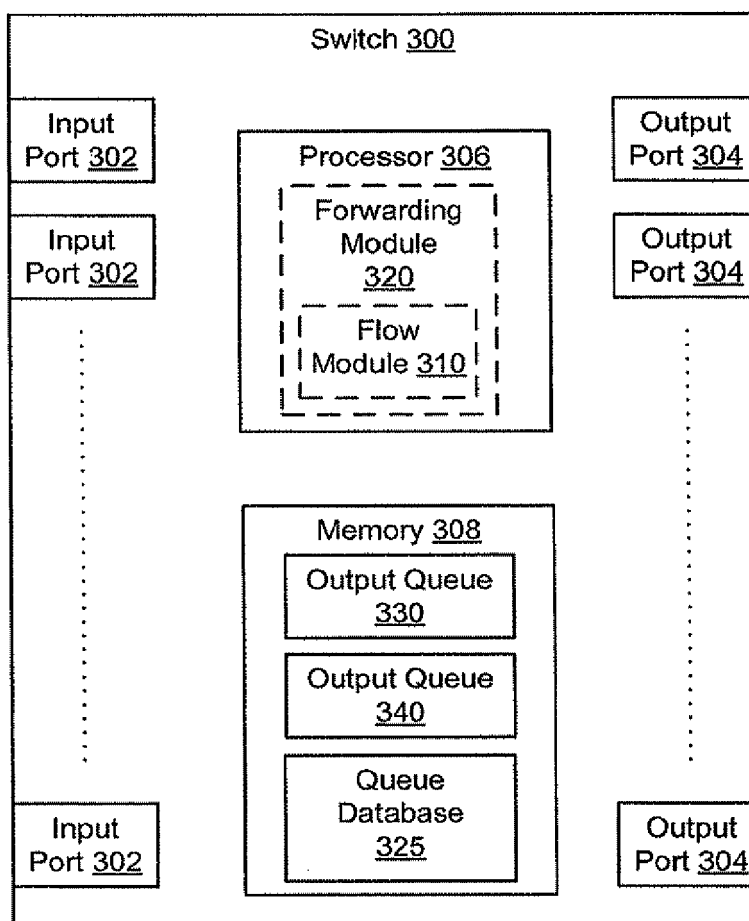 Switch 300
Input
Port 302
Input
Port 302
Input
Port 302
Processor 306
Forwarding
Module
320
Flow
Module 310
Memory 308
Output Queue
330
Output Queue
340
Queue
Database
325
Output
Port 304
Output
Port 304
Output
Port 304